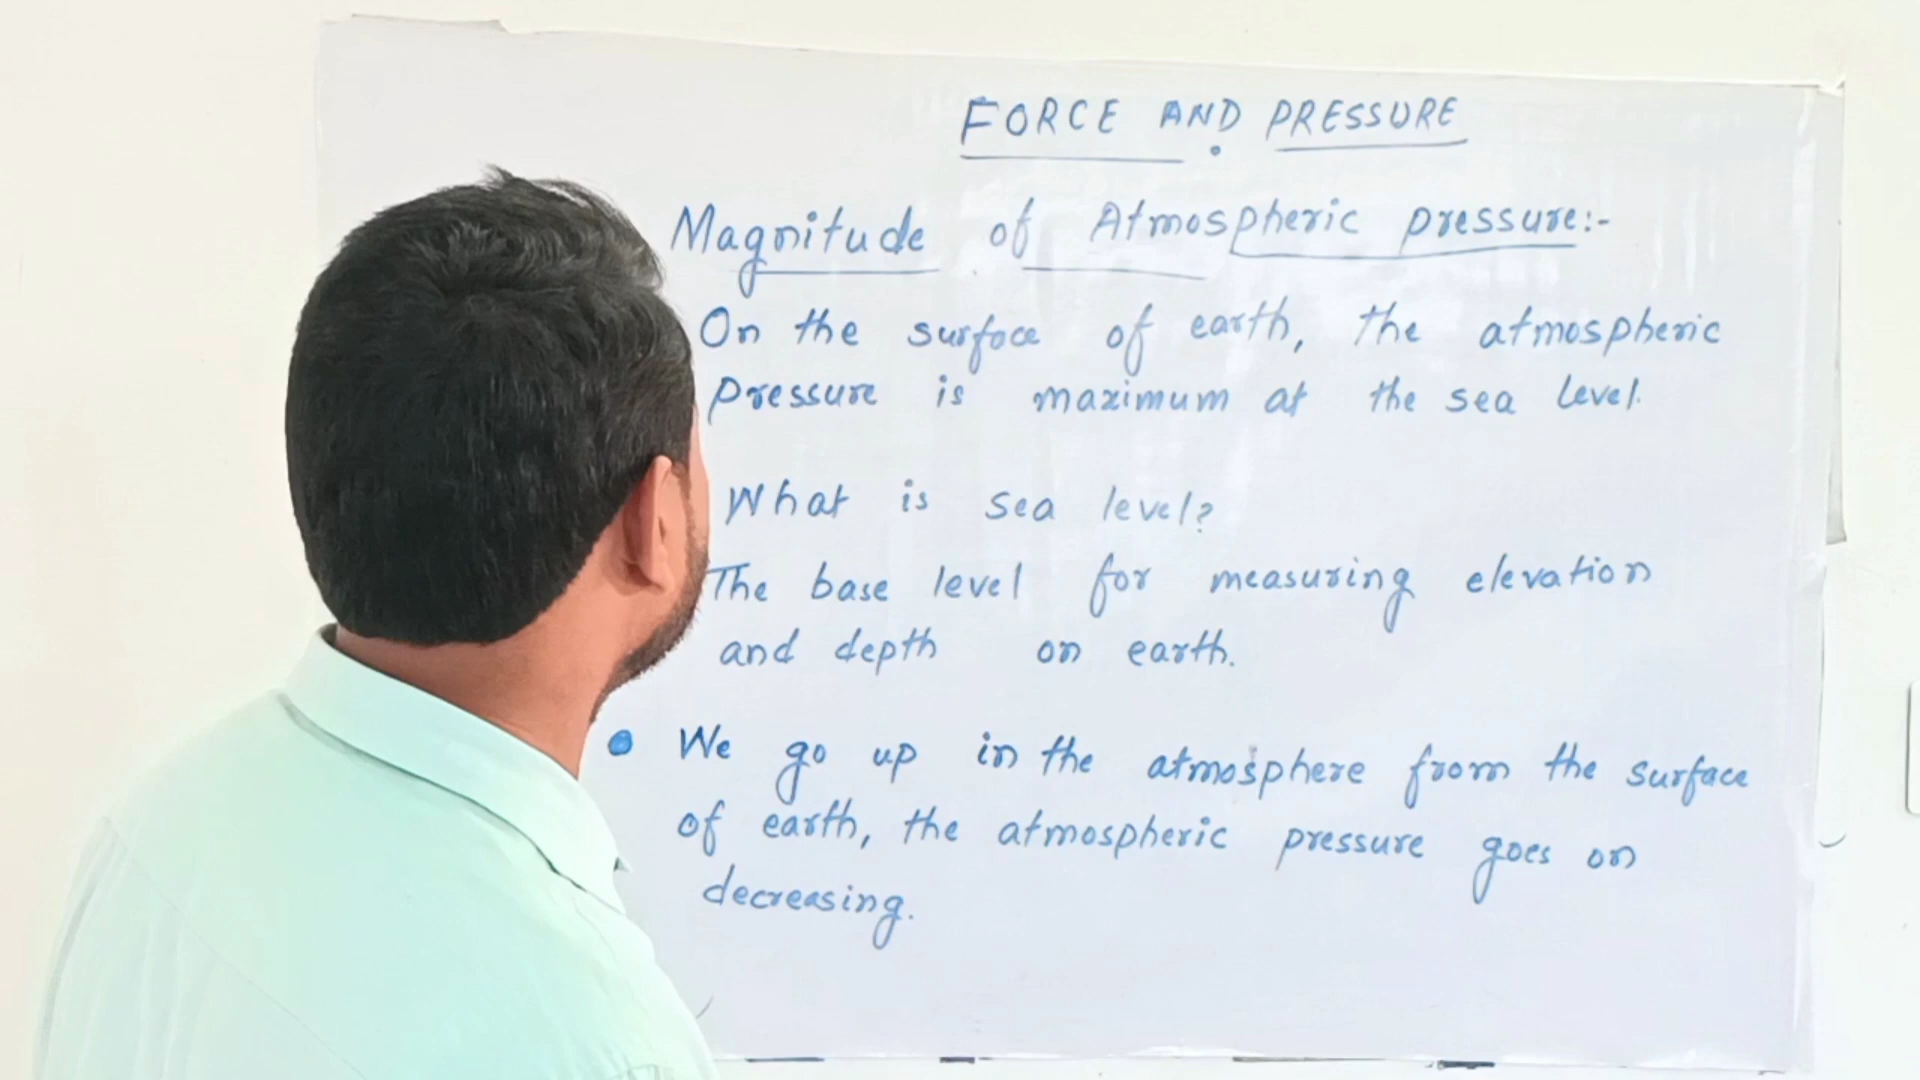 FORCE AND PRESSURE
Magnitude of Atmospheric pressure:-
On the surface of earth, the atmospheric
pressure is maximum at the sea level.
What is sea level?
The base level for measuring elevation
and depth on earth.
• We go up in the atmosphere from the surface
of earth, the atmospheric pressure goes on
decreasing.